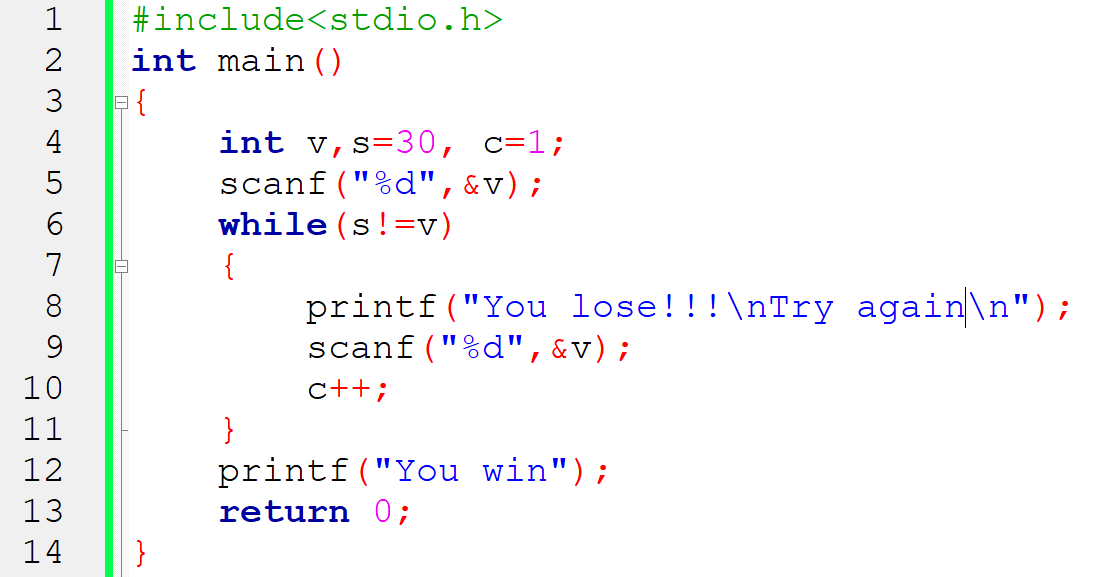 1 #include<stdio.h>
2 int main()
3 {
4     int v,s=30, c=1;
5     scanf("%d",&v);
6     while(s!=v)
7     {
8         printf("You lose!!!\nTry again\n");
9         scanf("%d",&v);
10         c++;
11     }
12     printf("You win");
13     return 0;
14 }